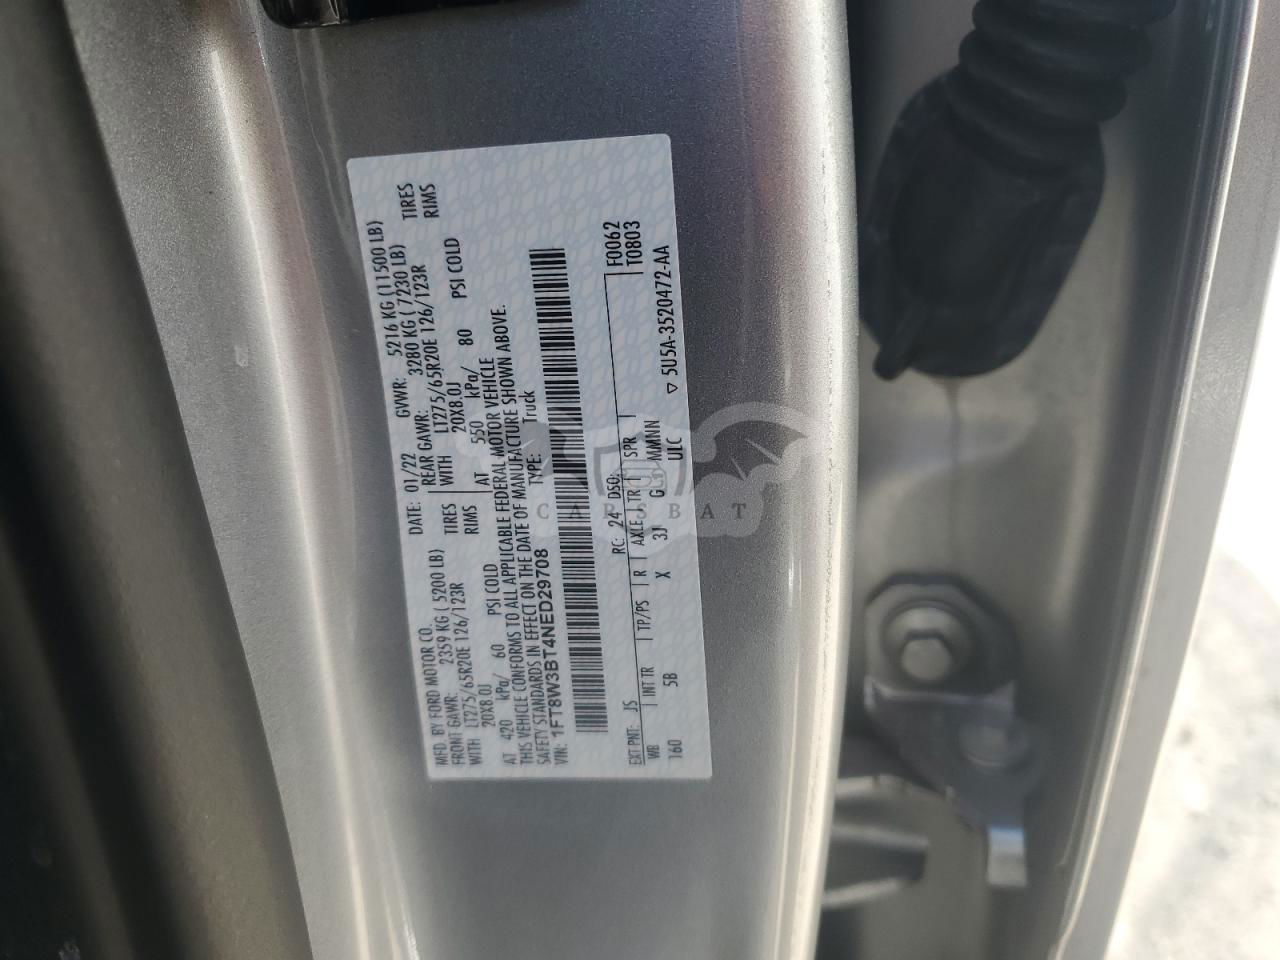 MFD. BY FORD MOTOR CO. DATE: 01/22 GVWR: 5216 KG (11500 LB)
FRONT GAWR: 2359 KG ( 5200 LB) REAR GAWR: 3280 KG ( 7230 LB)
WITH LT275/65R20E 126/123R TIRES WITH LT275/65R20E 126/123R TIRES
20X8.0J RIMS 20X8.0J RIMS
AT 420 kPa/ 60 PSI COLD AT 550 kPa/ 80 PSI COLD
THIS VEHICLE CONFORMS TO ALL APPLICABLE FEDERAL MOTOR VEHICLE
SAFETY STANDARDS IN EFFECT ON THE DATE OF MANUFACTURE SHOWN ABOVE.
VIN: 1FT8W3BT4NED29708 TYPE: Truck
F0062
EXT PNT: JS RC: 24 DSO: T0803
WB INT TR TP/PS R AXLE TR SPR
160 5B X 3J MMNN
ULC ▽ 5U5A-3520472-AA
CARSBAT